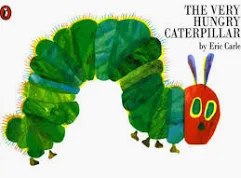 THE VERY
HUNGRY
CATERPILLAR
by Eric Carle